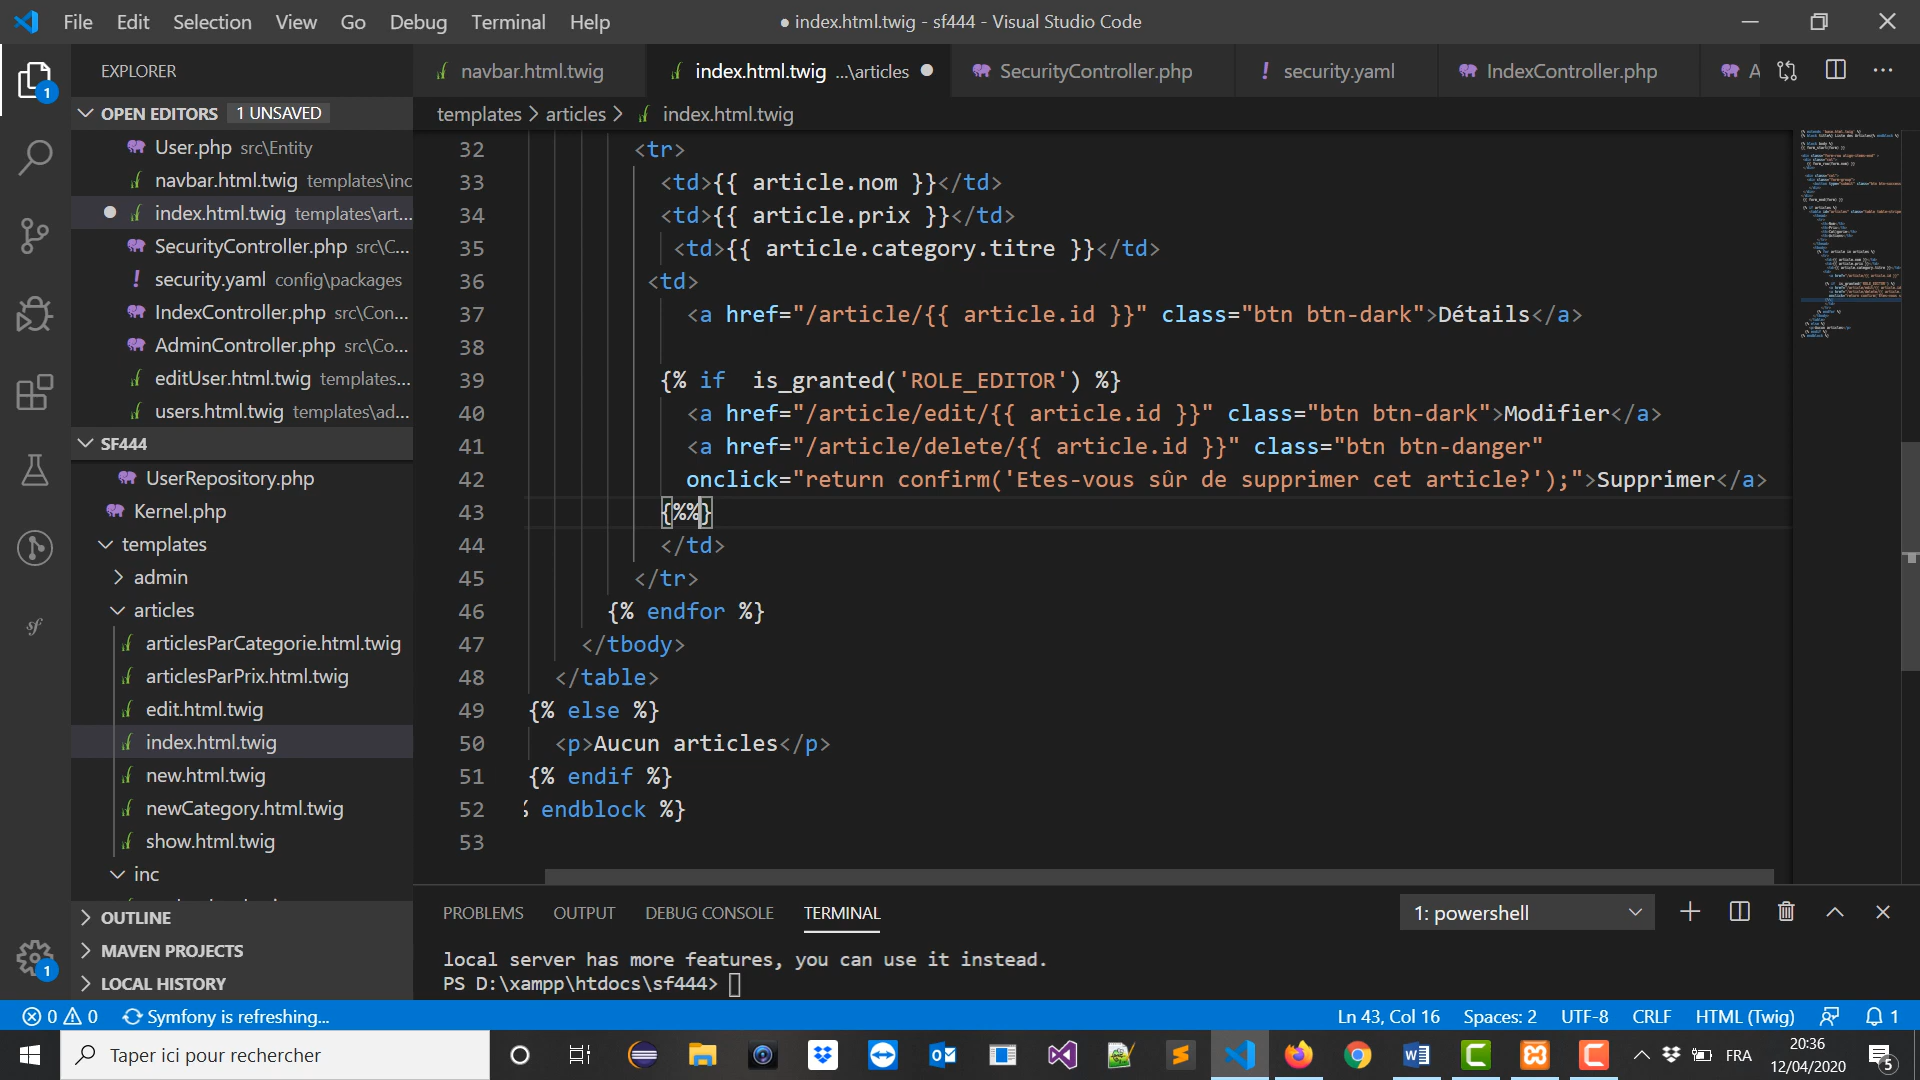 File Edit Selection View Go Debug Terminal Help
● index.html.twig - sf444 - Visual Studio Code
EXPLORER
navbar.html.twig
index.html.twig ...\articles
SecurityController.php
! security.yaml
IndexController.php
A
OPEN EDITORS 1 UNSAVED
templates > articles > index.html.twig
User.php src\Entity
navbar.html.twig templates\inc
index.html.twig templates\art...
SecurityController.php src\C...
! security.yaml config\packages
IndexController.php src\Con...
AdminController.php src\Co...
editUser.html.twig templates...
users.html.twig templates\ad...
SF444
UserRepository.php
Kernel.php
templates
admin
articles
articlesParCategorie.html.twig
articlesParPrix.html.twig
edit.html.twig
index.html.twig
new.html.twig
newCategory.html.twig
show.html.twig
inc
OUTLINE
MAVEN PROJECTS
LOCAL HISTORY
32 <tr>
33 <td>{{ article.nom }}</td>
34 <td>{{ article.prix }}</td>
35 <td>{{ article.category.titre }}</td>
36 <td>
37 <a href="/article/{{ article.id }}" class="btn btn-dark">Détails</a>
38
39 {% if  is_granted('ROLE_EDITOR') %}
40 <a href="/article/edit/{{ article.id }}" class="btn btn-dark">Modifier</a>
41 <a href="/article/delete/{{ article.id }}" class="btn btn-danger"
42 onclick="return confirm('Etes-vous sûr de supprimer cet article?');">Supprimer</a>
43 {%%}
44 </td>
45 </tr>
46 {% endfor %}
47 </tbody>
48 </table>
49 {% else %}
50 <p>Aucun articles</p>
51 {% endif %}
52 % endblock %}
53
PROBLEMS OUTPUT DEBUG CONSOLE TERMINAL
1: powershell
local server has more features, you can use it instead.
PS D:\xampp\htdocs\sf444>
0 0 Symfony is refreshing...
Ln 43, Col 16 Spaces: 2 UTF-8 CRLF HTML (Twig) 1
Taper ici pour rechercher
FRA
20:36
12/04/2020
5